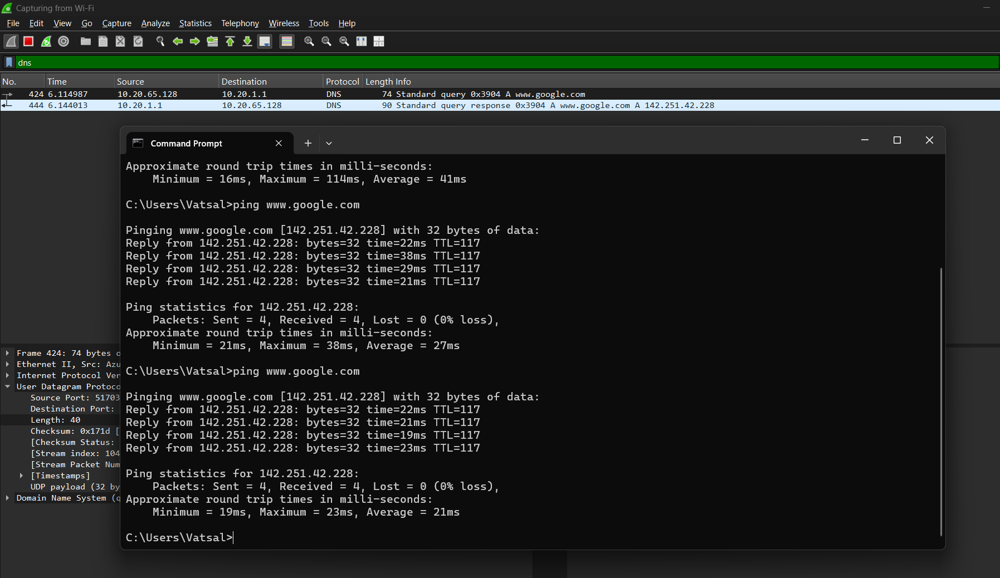 Capturing from Wi-Fi
File Edit View Go Capture Analyze Statistics Telephony Wireless Tools Help
dns
No. Time Source Destination Protocol Length Info
424 6.114987 10.20.65.128 10.20.1.1 DNS 74 Standard query 0x3904 A www.google.com
444 6.144013 10.20.1.1 10.20.65.128 DNS 90 Standard query response 0x3904 A www.google.com A 142.251.42.228
Command Prompt
Approximate round trip times in milli-seconds:
Minimum = 16ms, Maximum = 114ms, Average = 41ms
C:\Users\Vatsal>ping www.google.com
Pinging www.google.com [142.251.42.228] with 32 bytes of data:
Reply from 142.251.42.228: bytes=32 time=22ms TTL=117
Reply from 142.251.42.228: bytes=32 time=38ms TTL=117
Reply from 142.251.42.228: bytes=32 time=29ms TTL=117
Reply from 142.251.42.228: bytes=32 time=21ms TTL=117
Ping statistics for 142.251.42.228:
Packets: Sent = 4, Received = 4, Lost = 0 (0% loss),
Approximate round trip times in milli-seconds:
Minimum = 21ms, Maximum = 38ms, Average = 27ms
C:\Users\Vatsal>ping www.google.com
Pinging www.google.com [142.251.42.228] with 32 bytes of data:
Reply from 142.251.42.228: bytes=32 time=22ms TTL=117
Reply from 142.251.42.228: bytes=32 time=21ms TTL=117
Reply from 142.251.42.228: bytes=32 time=19ms TTL=117
Reply from 142.251.42.228: bytes=32 time=23ms TTL=117
Ping statistics for 142.251.42.228:
Packets: Sent = 4, Received = 4, Lost = 0 (0% loss),
Approximate round trip times in milli-seconds:
Minimum = 19ms, Maximum = 23ms, Average = 21ms
C:\Users\Vatsal>
Frame 424: 74 bytes o
Ethernet II, Src: Azu
Internet Protocol Ver
User Datagram Protoco
Source Port: 51703
Destination Port:
Length: 40
Checksum: 0x171d [
[Checksum Status:
[Stream index: 104
[Stream Packet Num
[Timestamps]
UDP payload (32 by
Domain Name System (q